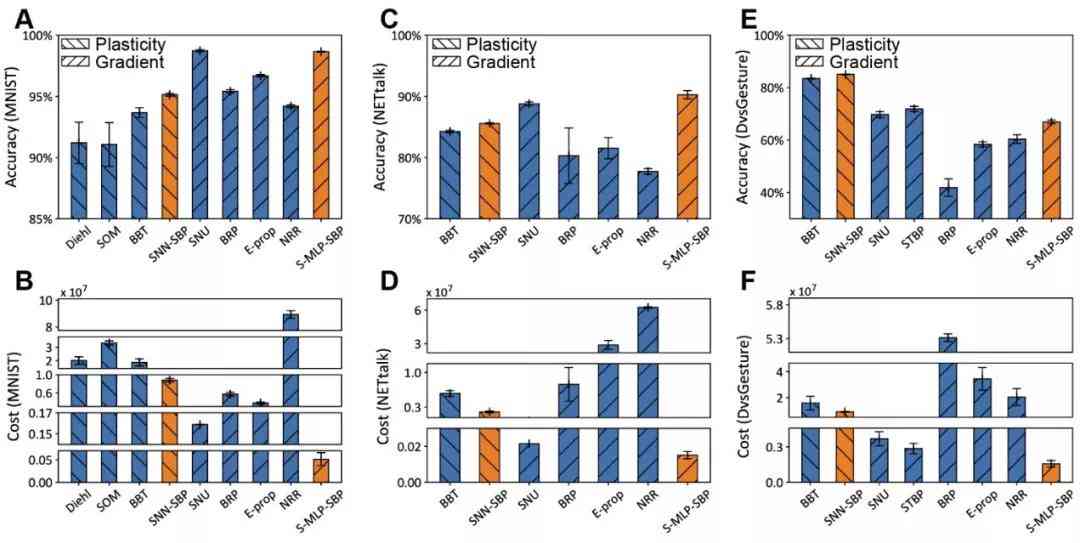 A
Accuracy (MNIST)
100%
95%
90%
85%
Plasticity
Gradient
Diehl
SOM
BBT
SNN-SBP
SNU
BRP
E-prop
NRR
S-MLP-SBP
C
Accuracy (NETtalk)
100%
90%
80%
70%
Plasticity
Gradient
BBT
SNN-SBP
SNU
BRP
E-prop
NRR
S-MLP-SBP
E
Accuracy (DvsGesture)
100%
80%
60%
40%
Plasticity
Gradient
BBT
SNN-SBP
SNU
STBP
BRP
E-prop
NRR
S-MLP-SBP
B
Cost (MNIST)
x 10⁷
10
8
3
2
1.0
0.6
0.17
0.15
0.05
0.00
Diehl
SOM
BBT
SNN-SBP
SNU
BRP
E-prop
NRR
S-MLP-SBP
D
Cost (NETtalk)
x 10⁷
6
3
1.0
0.3
0.02
0.00
BBT
SNN-SBP
SNU
BRP
E-prop
NRR
S-MLP-SBP
F
Cost (DvsGesture)
x 10⁷
5.8
5.3
4
2
0.3
0.0
BBT
SNN-SBP
SNU
STBP
BRP
E-prop
NRR
S-MLP-SBP